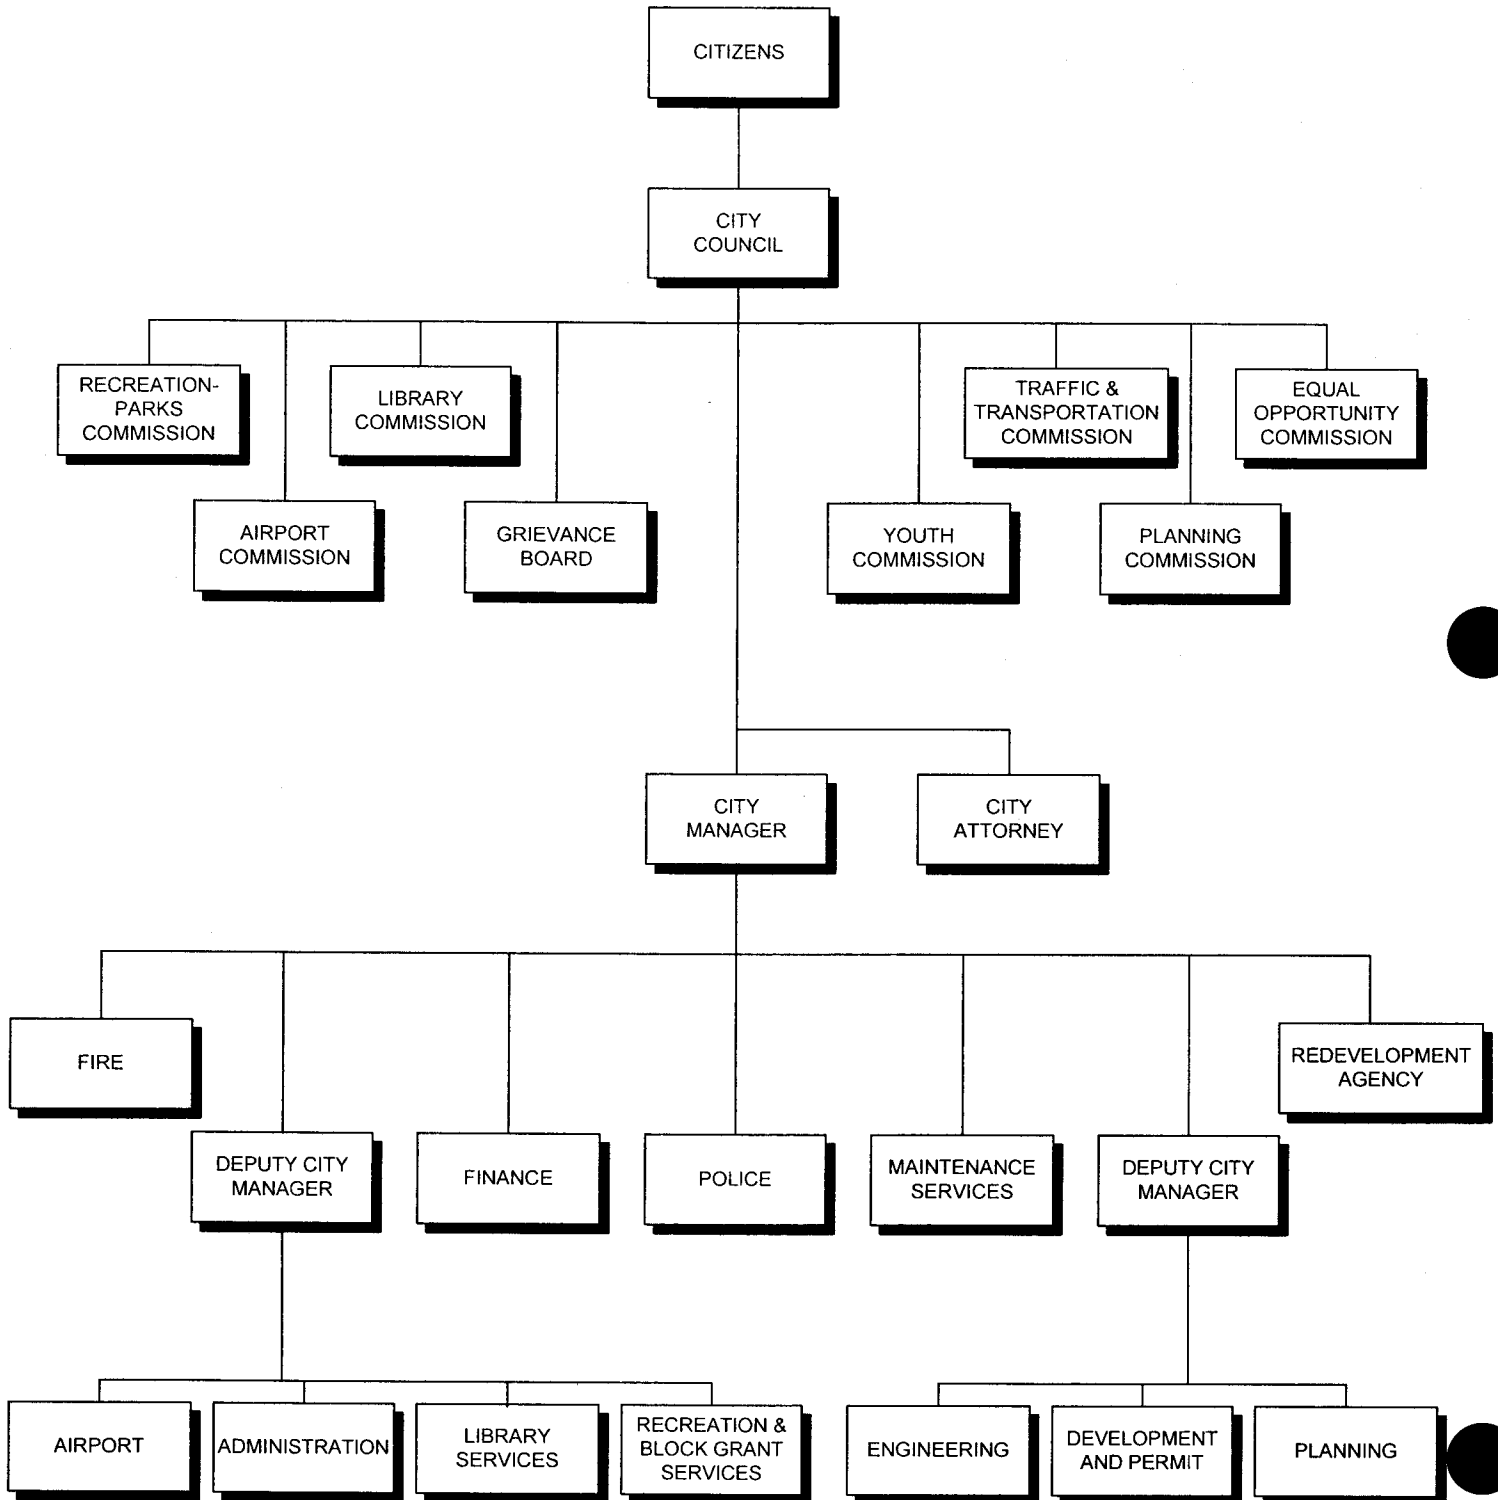 CITIZENS
CITY
COUNCIL
RECREATION-
PARKS
COMMISSION
LIBRARY
COMMISSION
TRAFFIC &
TRANSPORTATION
COMMISSION
EQUAL
OPPORTUNITY
COMMISSION
AIRPORT
COMMISSION
GRIEVANCE
BOARD
YOUTH
COMMISSION
PLANNING
COMMISSION
CITY
MANAGER
CITY
ATTORNEY
FIRE
REDEVELOPMENT
AGENCY
DEPUTY CITY
MANAGER
FINANCE
POLICE
MAINTENANCE
SERVICES
DEPUTY CITY
MANAGER
AIRPORT
ADMINISTRATION
LIBRARY
SERVICES
RECREATION &
BLOCK GRANT
SERVICES
ENGINEERING
DEVELOPMENT
AND PERMIT
PLANNING